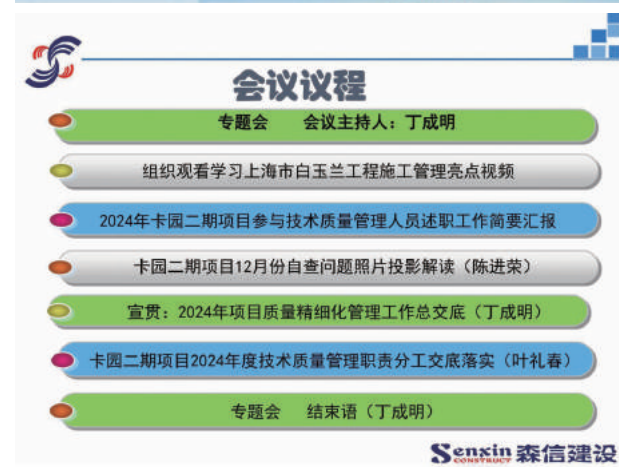 会议议程
专题会 会议主持人：丁成明
组织观看学习上海市白玉兰工程施工管理亮点视频
2024年卡园二期项目参与技术质量管理人员述职工作简要汇报
卡园二期项目12月份自查问题照片投影解读（陈进荣）
宣贯：2024年项目质量精细化管理工作总交底（丁成明）
卡园二期项目2024年度技术质量管理职责分工交底落实（叶礼春）
专题会 结束语（丁成明）
Senxin CONSTRUCT 森信建设